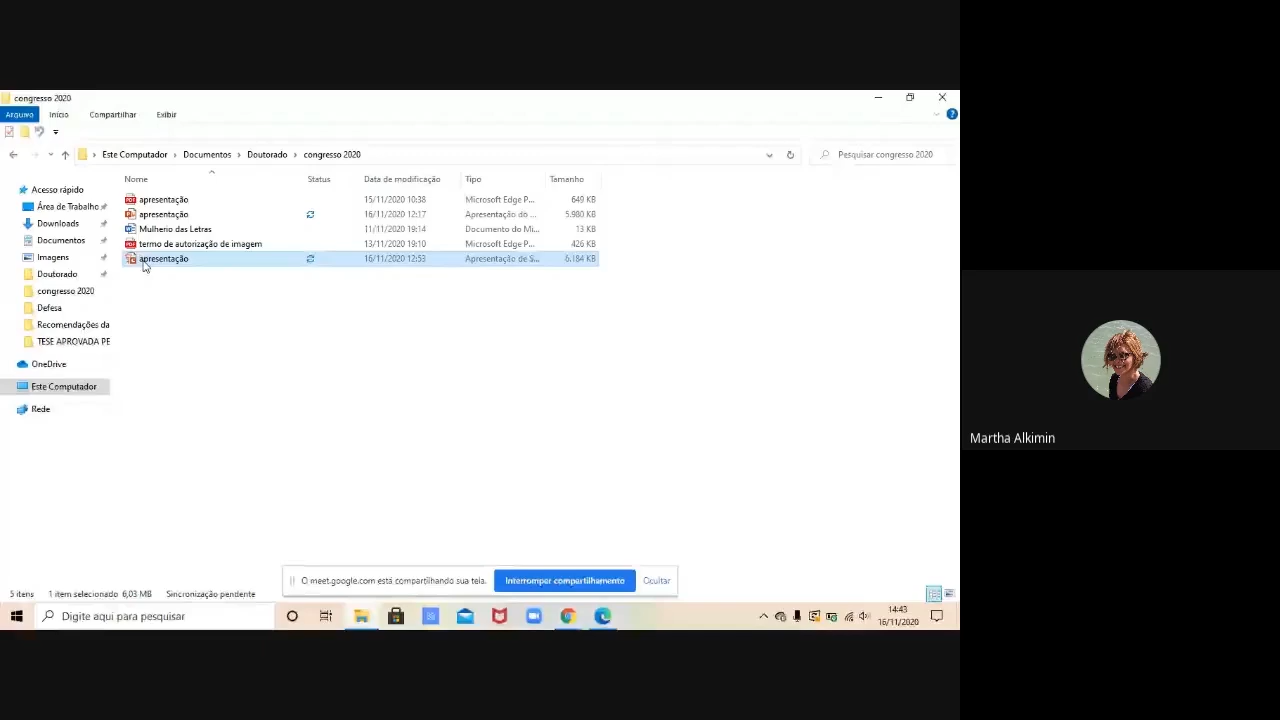 congresso 2020
Arquivo Início Compartilhar Exibir
Este Computador Documentos Doutorado congresso 2020 Pesquisar congresso 2020
Nome Status Data de modificação Tipo Tamanho
apresentação 15/11/2020 10:38 Microsoft Edge P... 649 KB
apresentação 16/11/2020 12:17 Apresentação do ... 5.980 KB
Mulherio das Letras 11/11/2020 19:14 Documento do Mi... 13 KB
termo de autorização de imagem 13/11/2020 19:10 Microsoft Edge P... 426 KB
apresentação 16/11/2020 12:53 Apresentação de S... 6.184 KB
Acesso rápido
Área de Trabalho
Downloads
Documentos
Imagens
Doutorado
congresso 2020
Defesa
Recomendações da
TESE APROVADA PE
OneDrive
Este Computador
Rede
Martha Alkimin
O meet.google.com está compartilhando sua tela. Interromper compartilhamento Ocultar
5 itens 1 item selecionado 6,03 MB Sincronização pendente
Digite aqui para pesquisar
14:43
16/11/2020